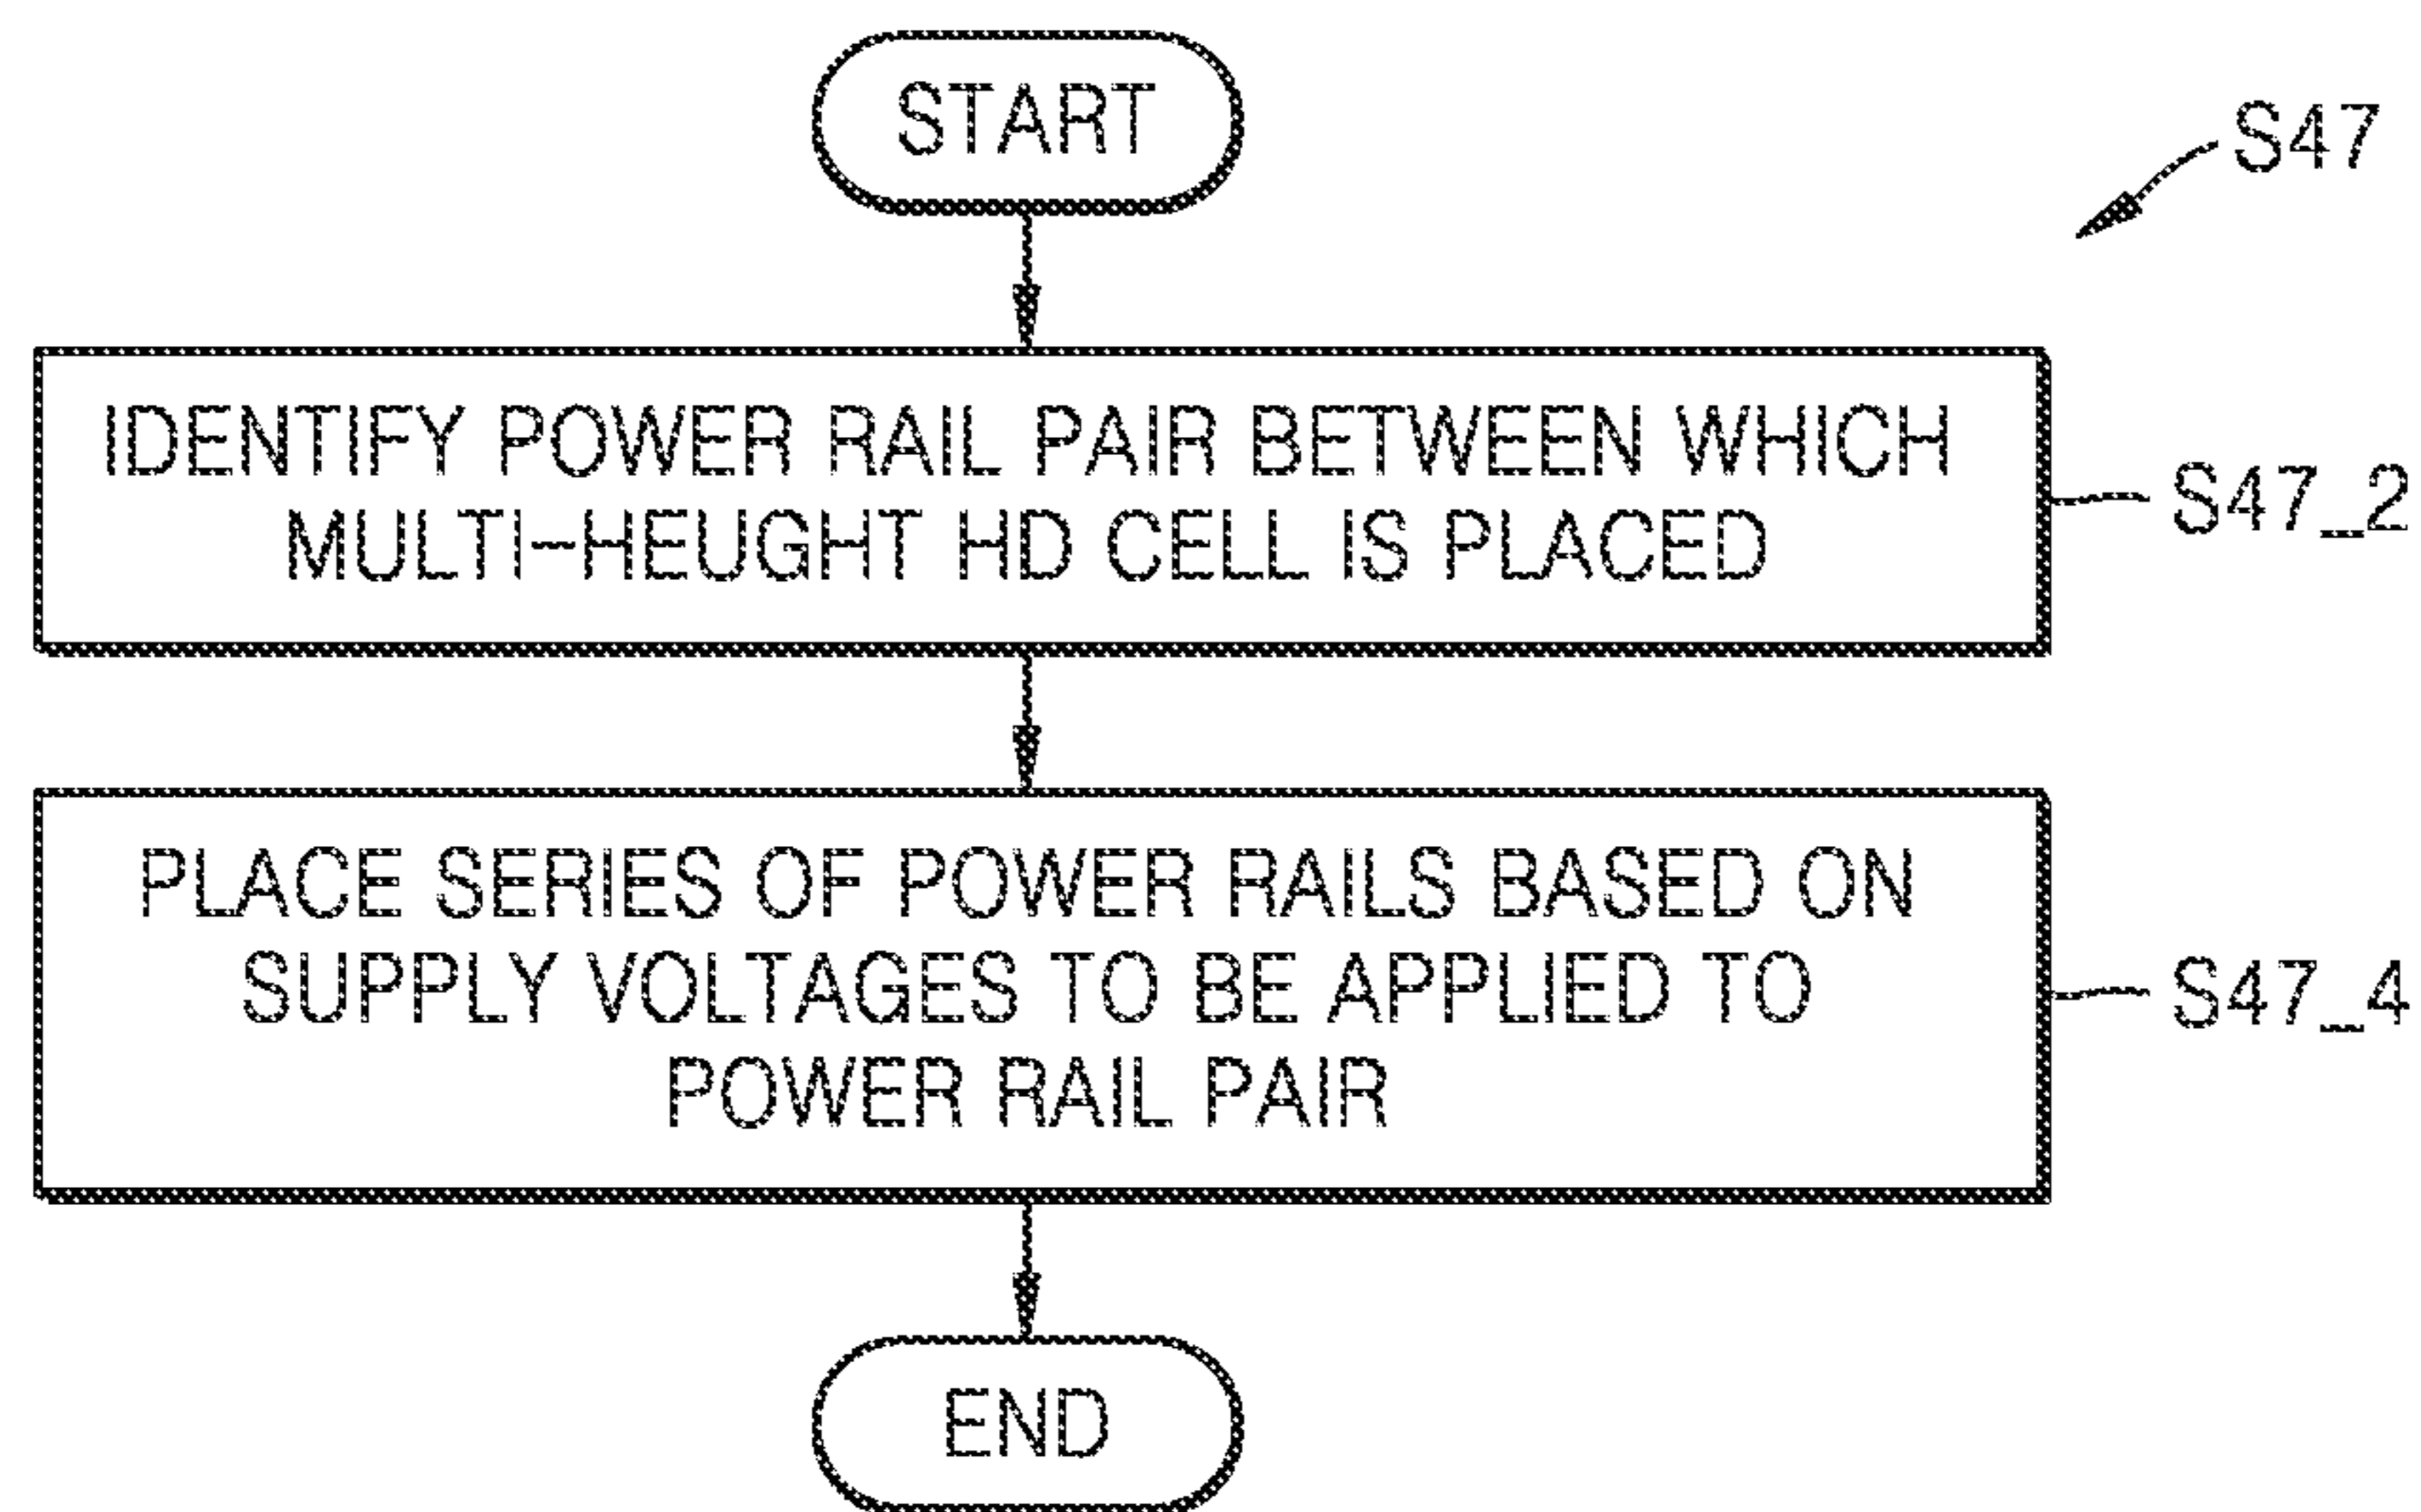 START
S47
IDENTIFY POWER RAIL PAIR BETWEEN WHICH
MULTI-HEUGHT HD CELL IS PLACED
S47_2
PLACE SERIES OF POWER RAILS BASED ON
SUPPLY VOLTAGES TO BE APPLIED TO
POWER RAIL PAIR
S47_4
END